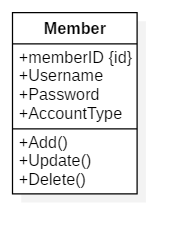 Member
+memberID {id}
+Username
+Password
+AccountType
+Add()
+Update()
+Delete()